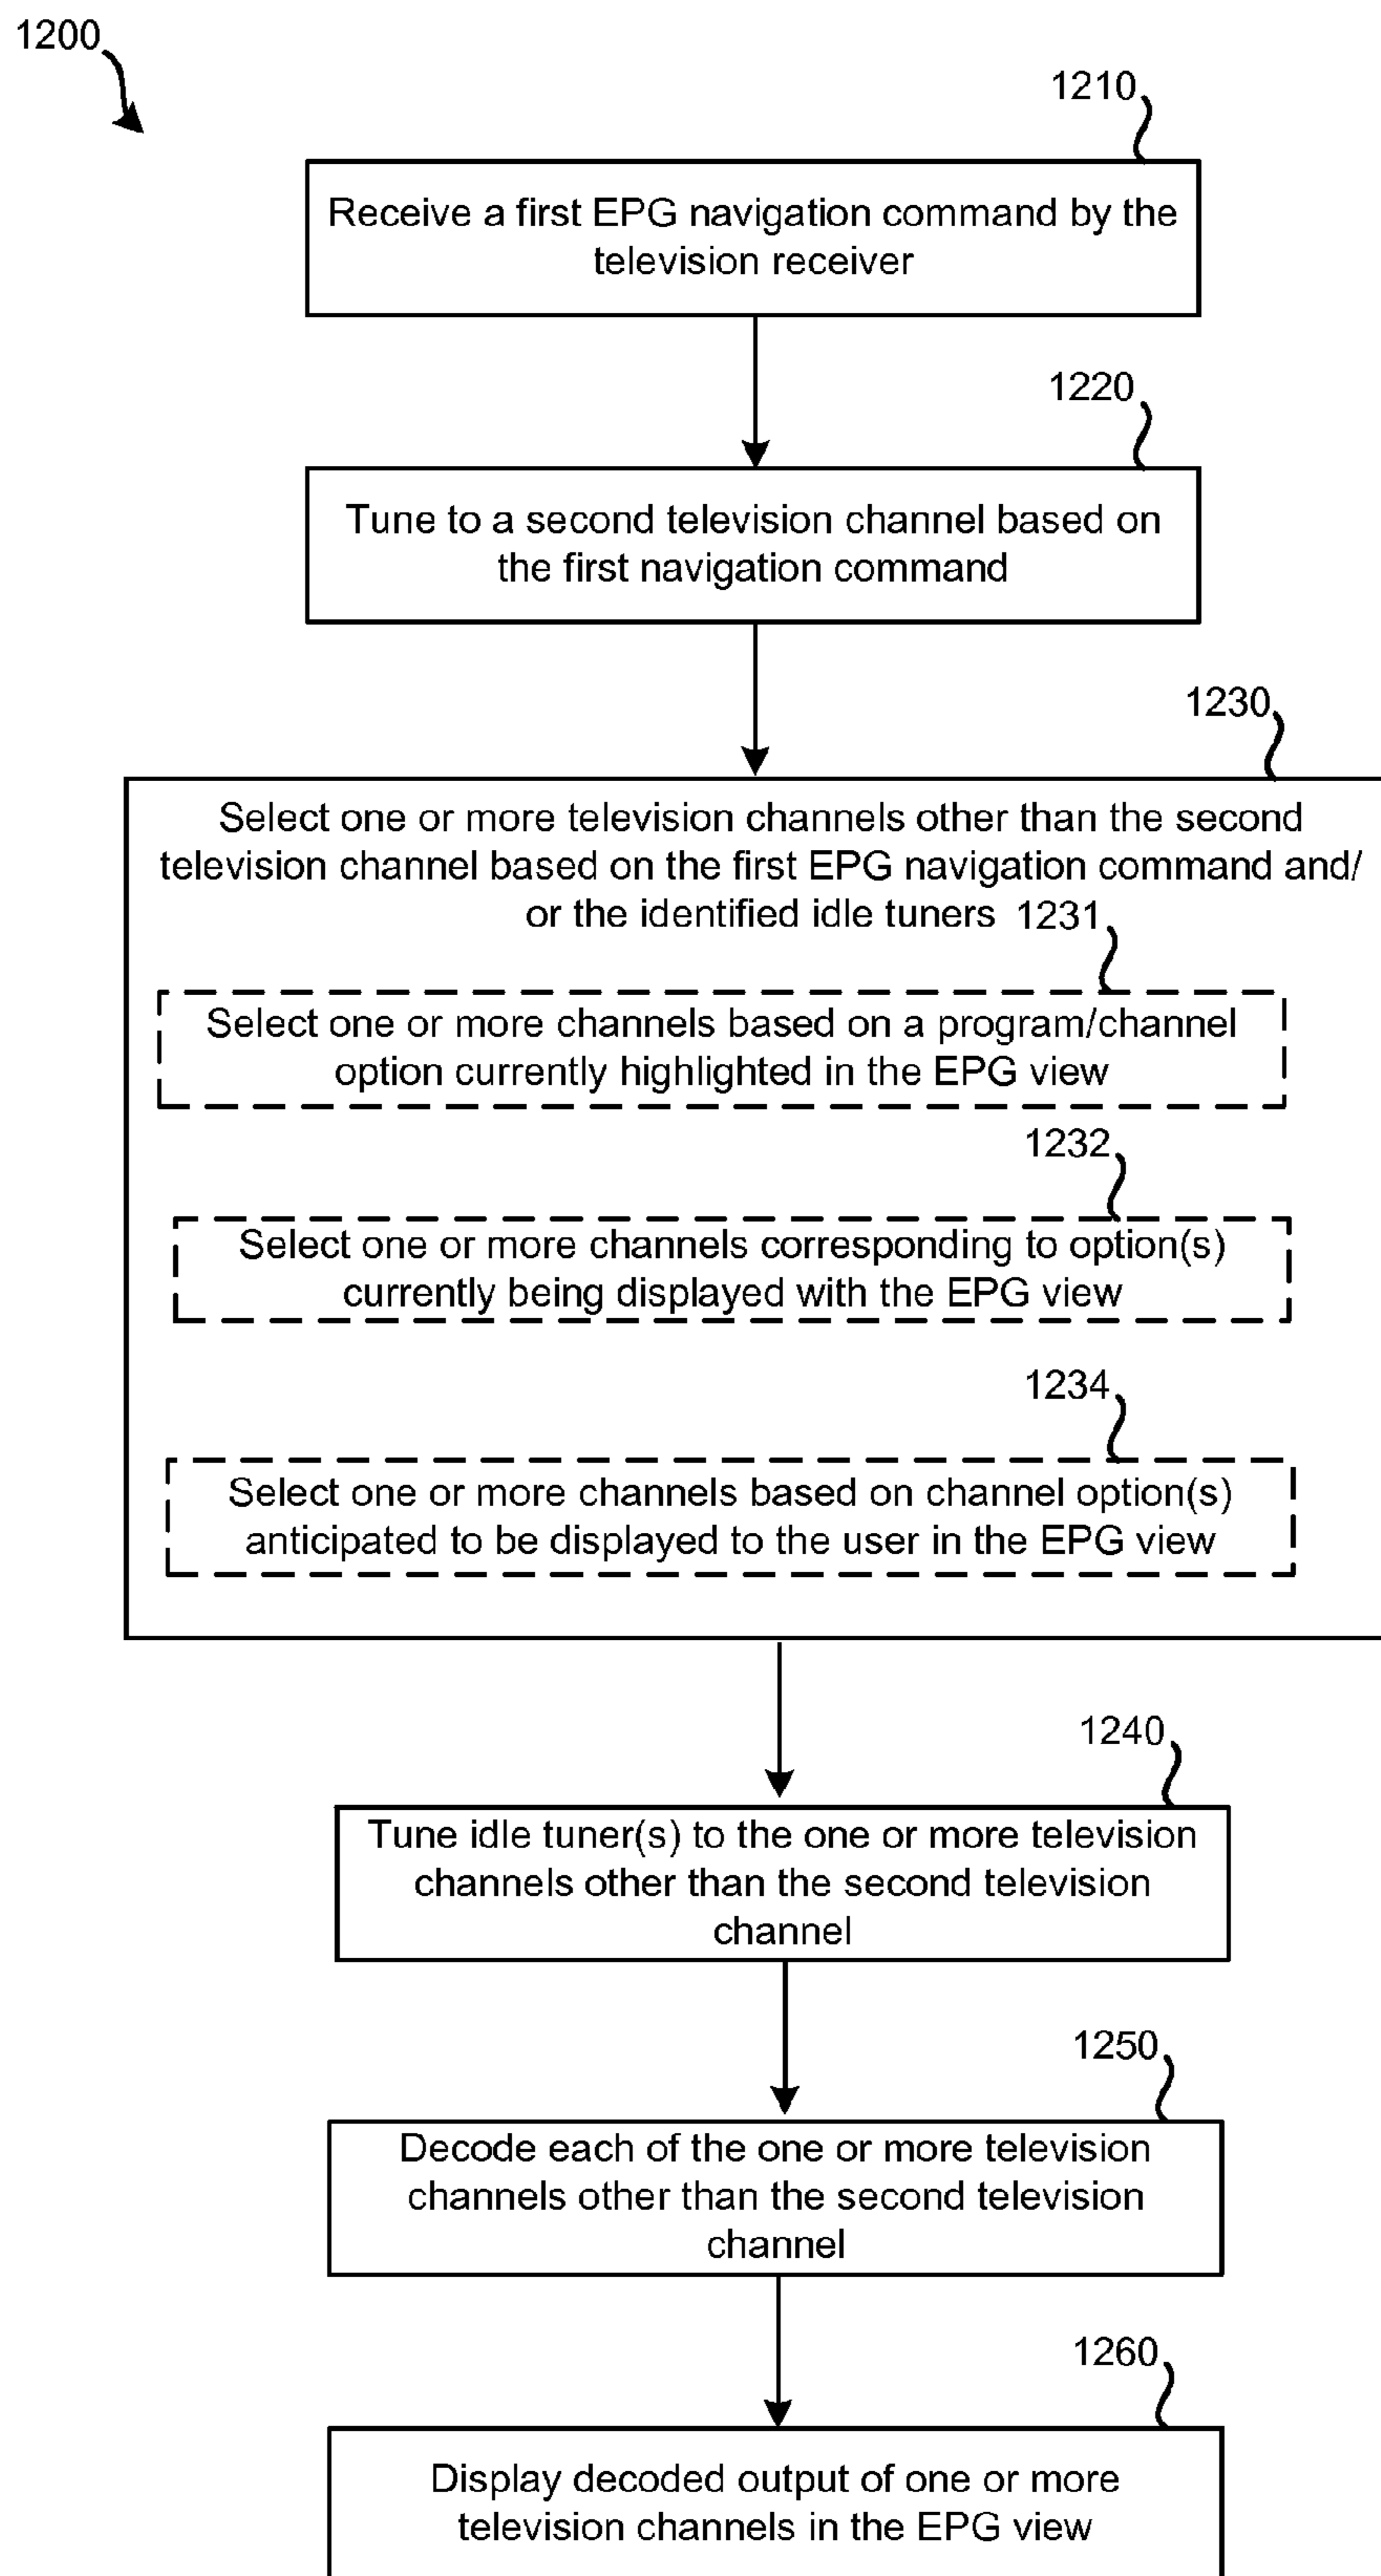 1200
1210
Receive a first EPG navigation command by the
television receiver
1220
Tune to a second television channel based on
the first navigation command
1230
Select one or more television channels other than the second
television channel based on the first EPG navigation command and/
or the identified idle tuners 1231
Select one or more channels based on a program/channel
option currently highlighted in the EPG view
1232
Select one or more channels corresponding to option(s)
currently being displayed with the EPG view
1234
Select one or more channels based on channel option(s)
anticipated to be displayed to the user in the EPG view
1240
Tune idle tuner(s) to the one or more television
channels other than the second television
channel
1250
Decode each of the one or more television
channels other than the second television
channel
1260
Display decoded output of one or more
television channels in the EPG view